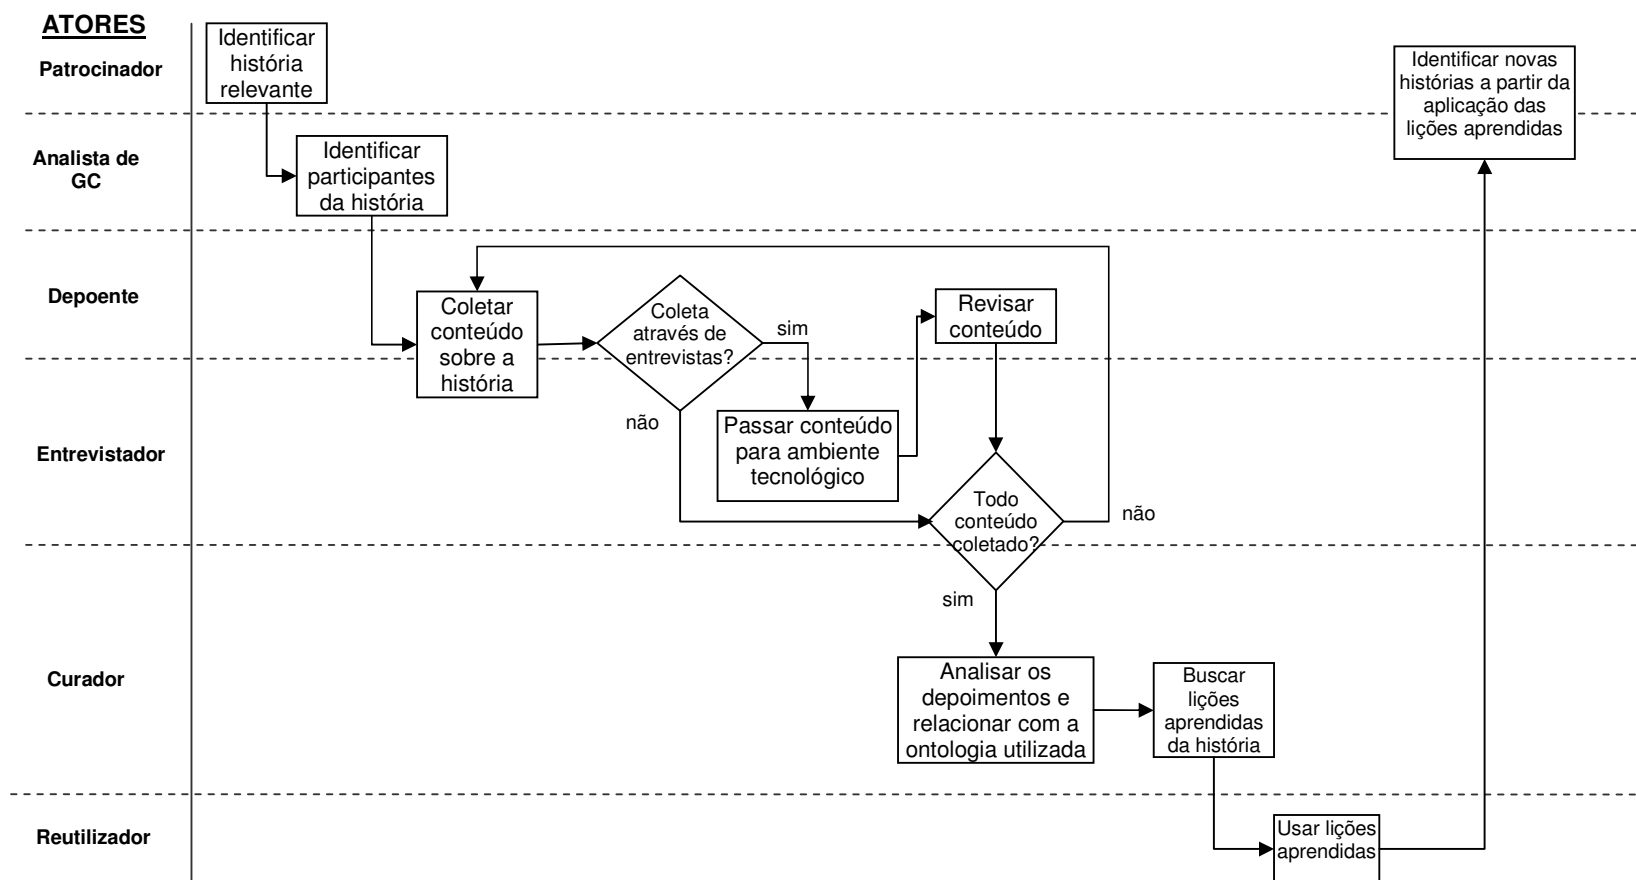 ATORES
Patrocinador
Identificar
história
relevante
Identificar novas
histórias a partir da
aplicação das
lições aprendidas
Analista de
GC
Identificar
participantes
da história
Depoente
Coletar
conteúdo
sobre a
história
Coleta
através de
entrevistas?
sim
não
Revisar
conteúdo
Entrevistador
Passar conteúdo
para ambiente
tecnológico
Todo
conteúdo
coletado?
não
sim
Curador
Analisar os
depoimentos e
relacionar com a
ontologia utilizada
Buscar
lições
aprendidas
da história
Reutilizador
Usar lições
aprendidas